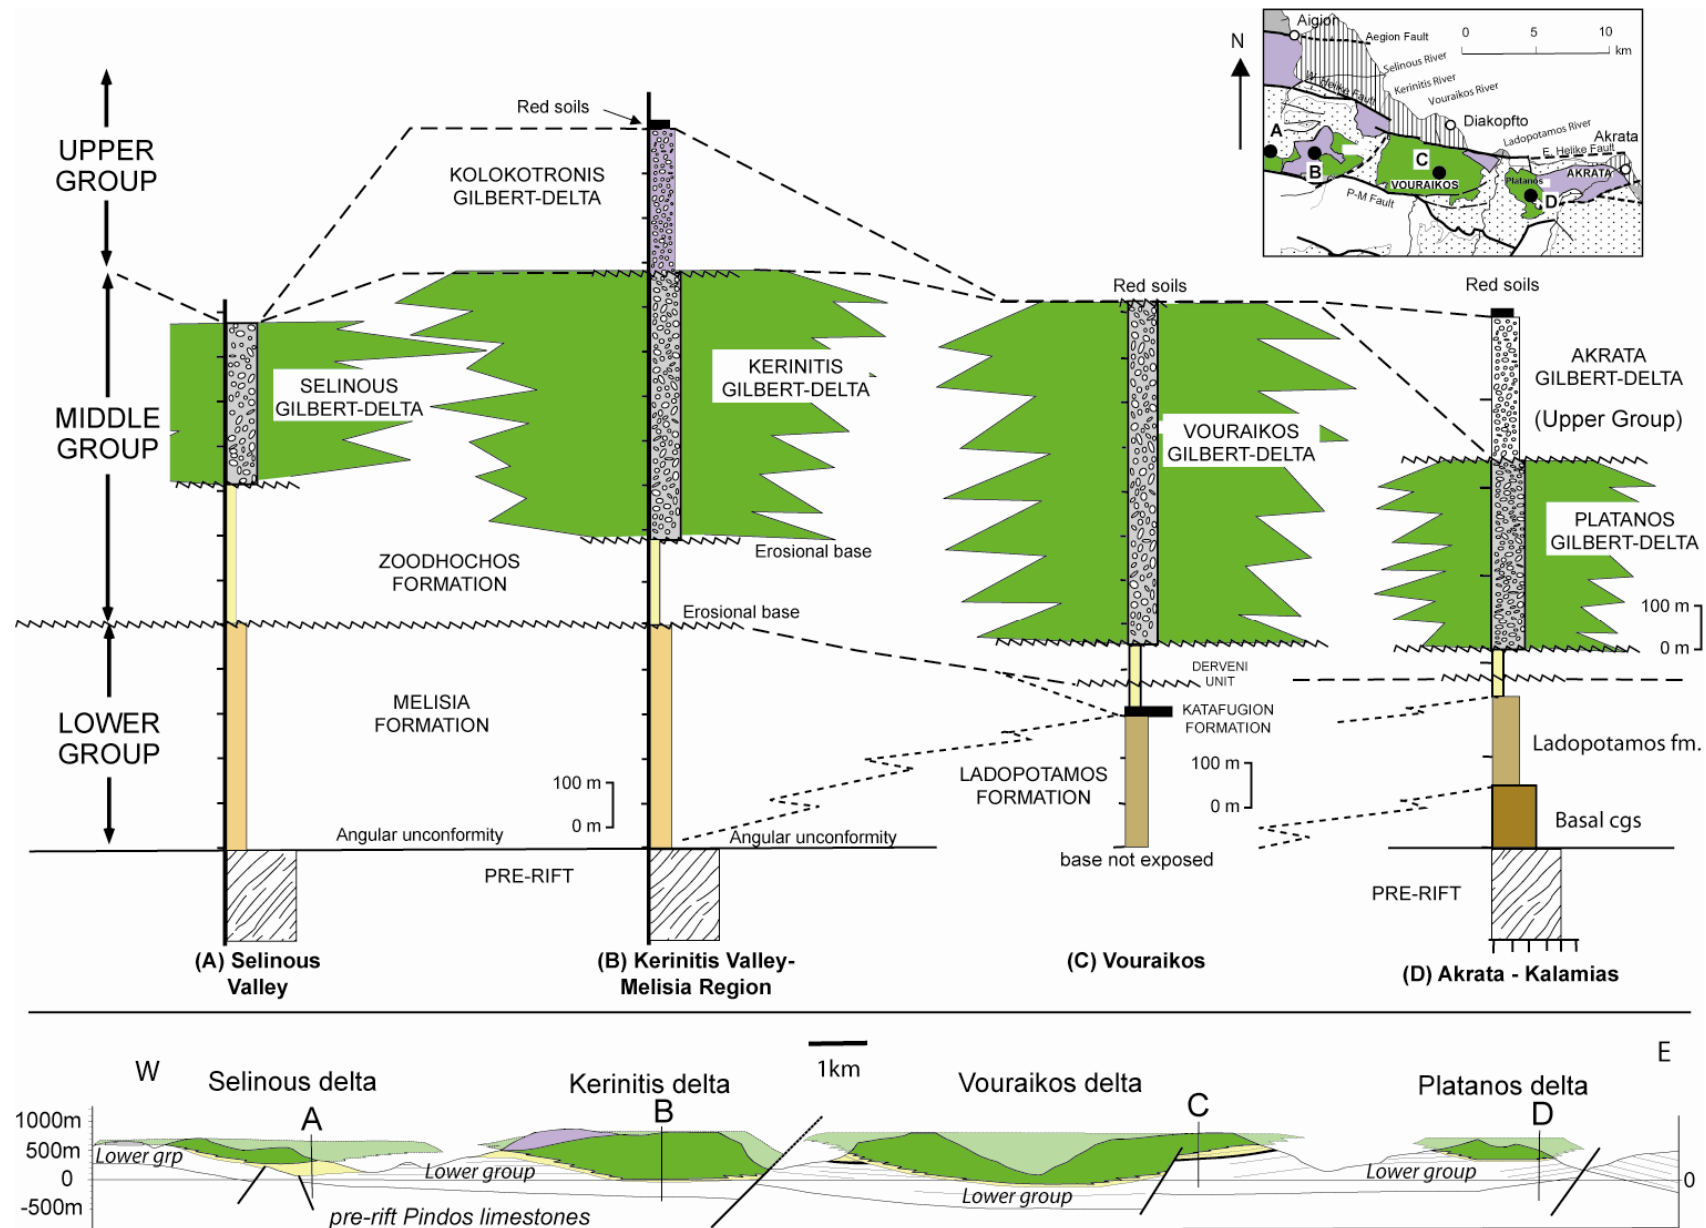 N
Aigion
Aegion Fault
0 5 10
km
Selinous River
Kerinitis River
W. Helike Fault
Vouraikos River
Diakopfto
Ladopotamos River
Akrata
E. Helike Fault
A
B
C
VOURAIKOS
Platanos
AKRATA
D
P-M Fault
UPPER
GROUP
MIDDLE
GROUP
LOWER
GROUP
Red soils
KOLOKOTRONIS
GILBERT-DELTA
Red soils
Red soils
SELINOUS
GILBERT-DELTA
KERINITIS
GILBERT-DELTA
VOURAIKOS
GILBERT-DELTA
AKRATA
GILBERT-DELTA
(Upper Group)
PLATANOS
GILBERT-DELTA
100 m
0 m
ZOODHOCHOS
FORMATION
Erosional base
Erosional base
DERVENI
UNIT
KATAFUGION
FORMATION
MELISIA
FORMATION
LADOPOTAMOS
FORMATION
Ladopotamos fm.
100 m
0 m
100 m
0 m
Basal cgs
Angular unconformity
Angular unconformity
base not exposed
PRE-RIFT
PRE-RIFT
(A) Selinous
Valley
(B) Kerinitis Valley-
Melisia Region
(C) Vouraikos
(D) Akrata - Kalamias
W
1km
E
Selinous delta
Kerinitis delta
Vouraikos delta
Platanos delta
A
B
C
D
1000m
500m
0
-500m
0
Lower grp
Lower group
Lower group
Lower group
pre-rift Pindos limestones